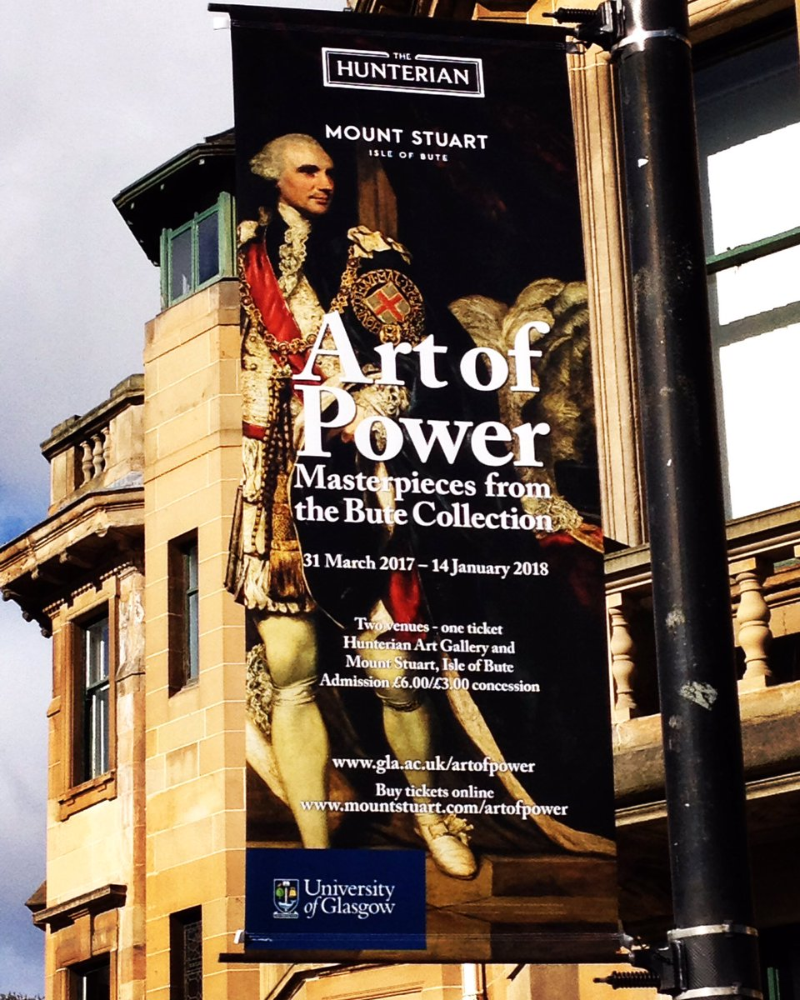 THE
HUNTERIAN
MOUNT STUART
ISLE OF BUTE
Art of
Power
Masterpieces from
the Bute Collection
31 March 2017 – 14 January 2018
Two venues - one ticket
Hunterian Art Gallery and
Mount Stuart, Isle of Bute
Admission £6.00/£3.00 concession
www.gla.ac.uk/artofpower
Buy tickets online
www.mountstuart.com/artofpower
University
of Glasgow